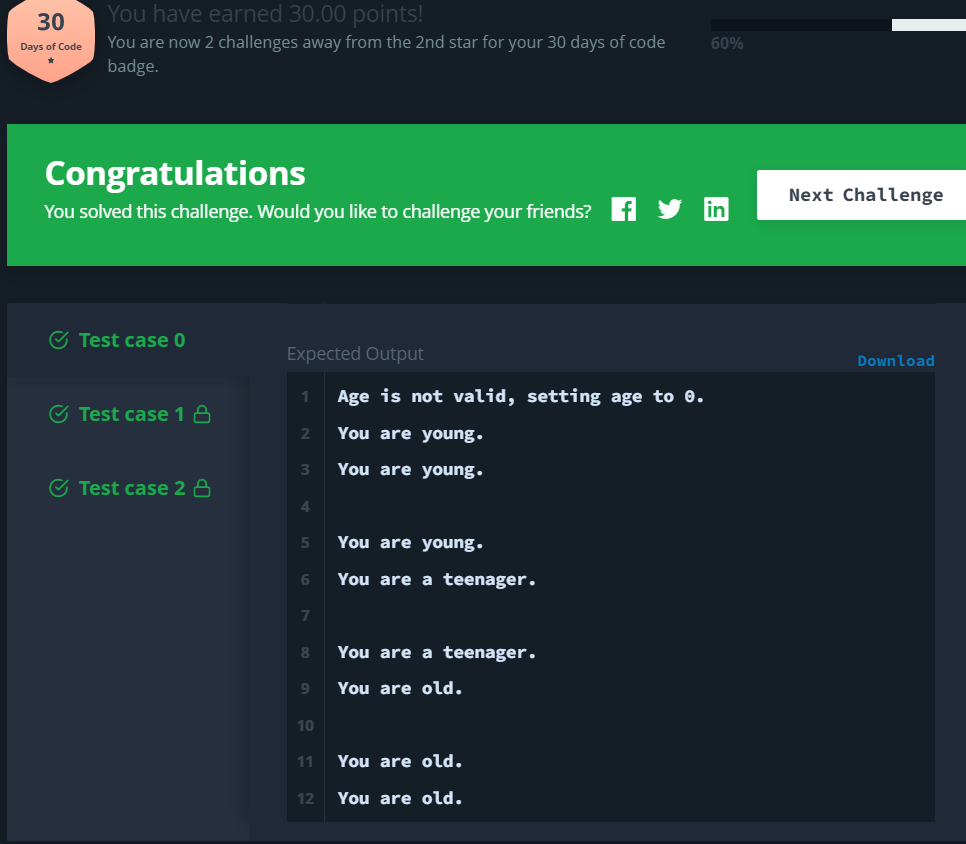 30
Days of Code
You have earned 30.00 points!
You are now 2 challenges away from the 2nd star for your 30 days of code
badge.
60%
Congratulations
You solved this challenge. Would you like to challenge your friends?
Next Challenge
Test case 0
Test case 1
Test case 2
Expected Output
Download
1 Age is not valid, setting age to 0.
2 You are young.
3 You are young.
4
5 You are young.
6 You are a teenager.
7
8 You are a teenager.
9 You are old.
10
11 You are old.
12 You are old.